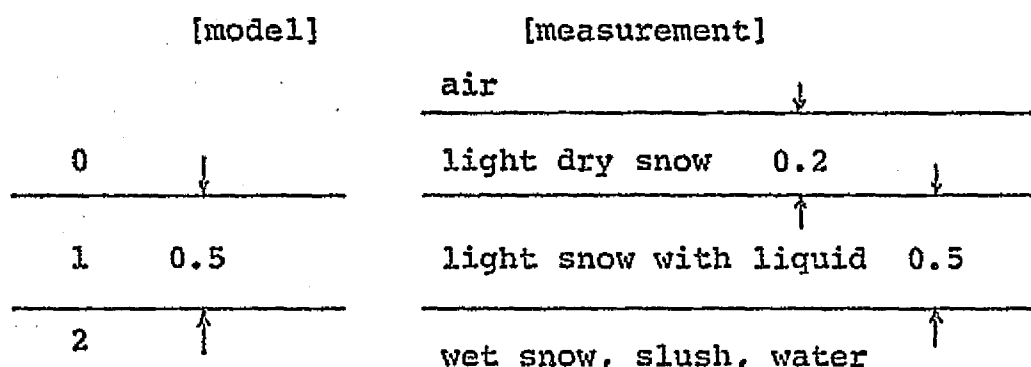 [model] [measurement]
air
0 light dry snow 0.2
1 0.5 light snow with liquid 0.5
2
wet snow, slush, water